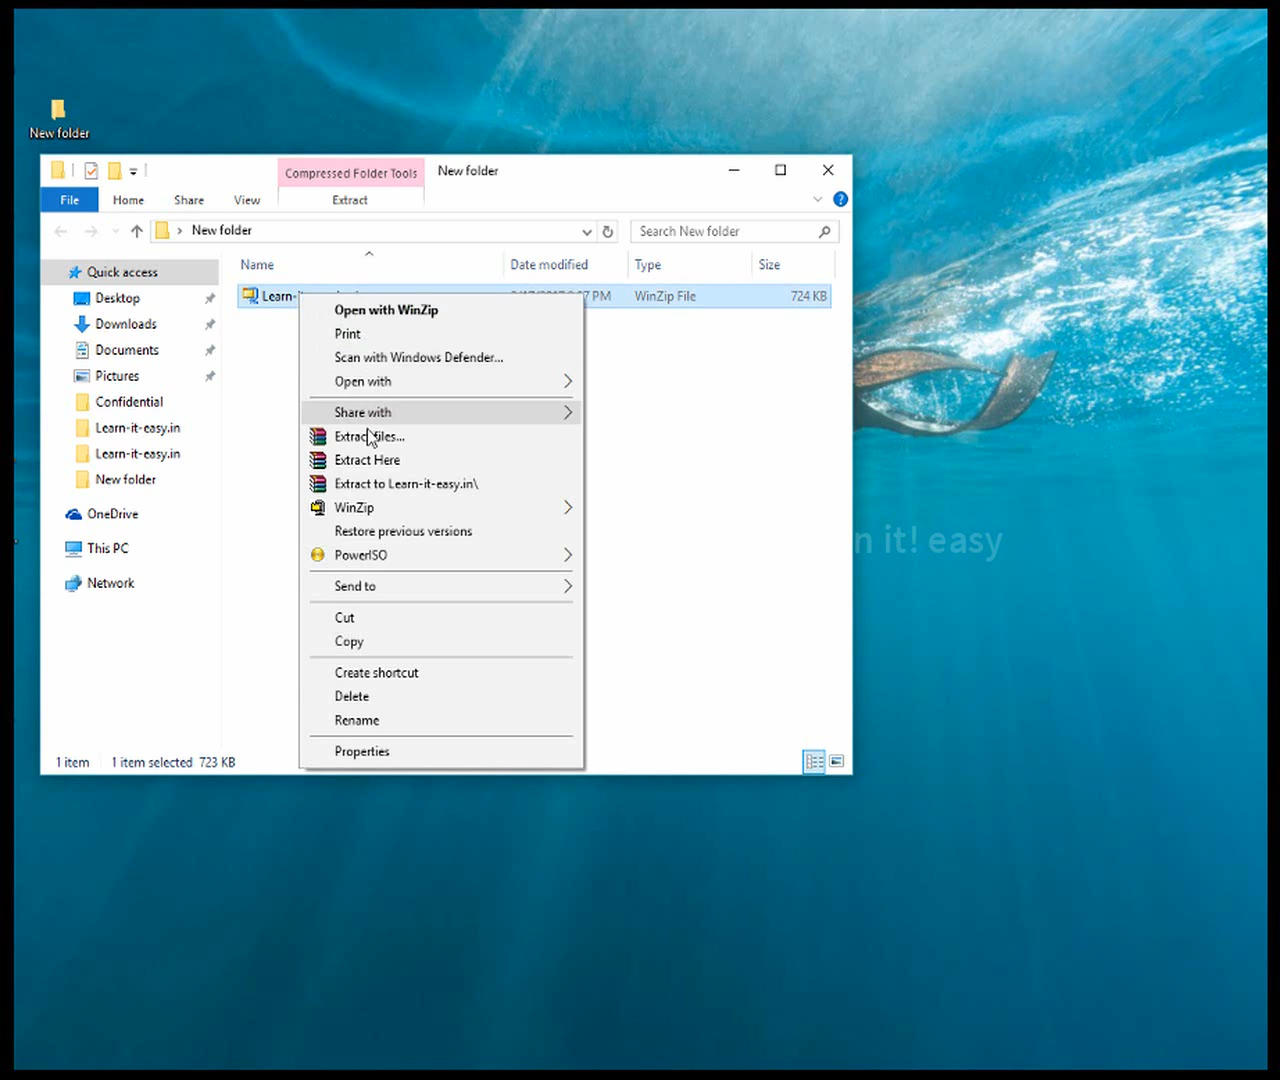 New folder
Compressed Folder Tools
New folder
File
Home
Share
View
Extract
New folder
Search New folder
Name
Date modified
Type
Size
Quick access
Desktop
Downloads
Documents
Pictures
Confidential
Learn-it-easy.in
Learn-it-easy.in
New folder
OneDrive
This PC
Network
PM
WinZip File
724 KB
Open with WinZip
Print
Scan with Windows Defender...
Open with
Share with
Extract files...
Extract Here
Extract to Learn-it-easy.in\
WinZip
Restore previous versions
PowerISO
Send to
Cut
Copy
Create shortcut
Delete
Rename
Properties
1 item
1 item selected 723 KB
it! easy